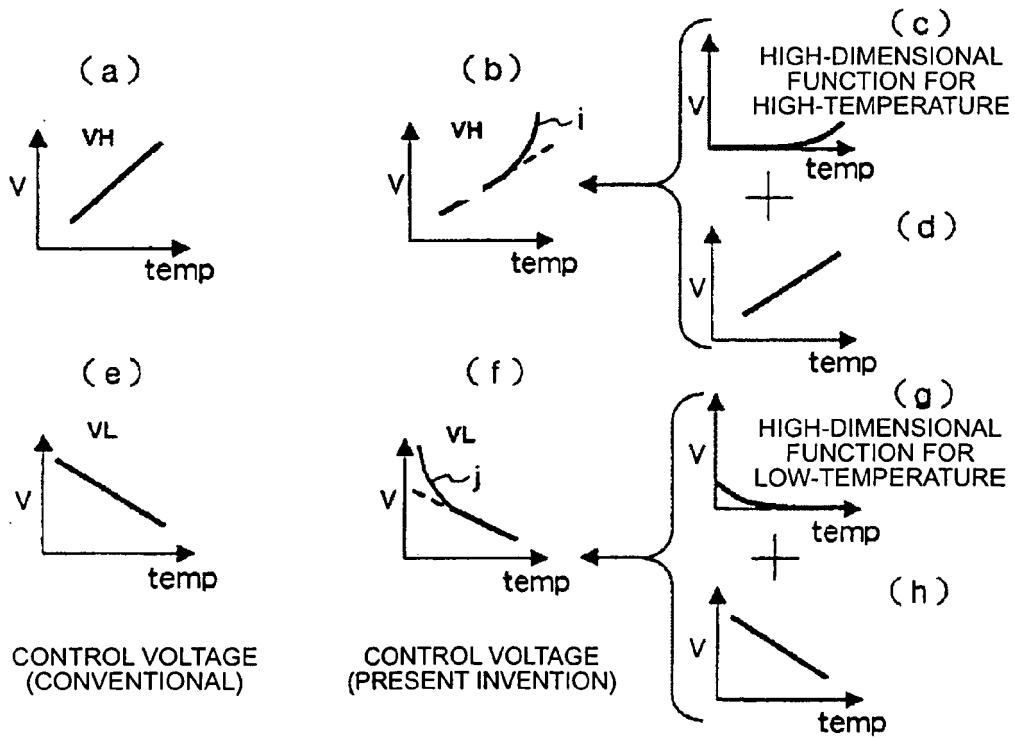 (a)
VH
V
temp
(b)
VH
i
V
temp
(c)
HIGH-DIMENSIONAL
FUNCTION FOR
HIGH-TEMPERATURE
V
temp
+
(d)
V
temp
(e)
VL
V
temp
(f)
VL
j
V
temp
(g)
HIGH-DIMENSIONAL
FUNCTION FOR
LOW-TEMPERATURE
V
temp
+
(h)
V
temp
CONTROL VOLTAGE
(CONVENTIONAL)
CONTROL VOLTAGE
(PRESENT INVENTION)